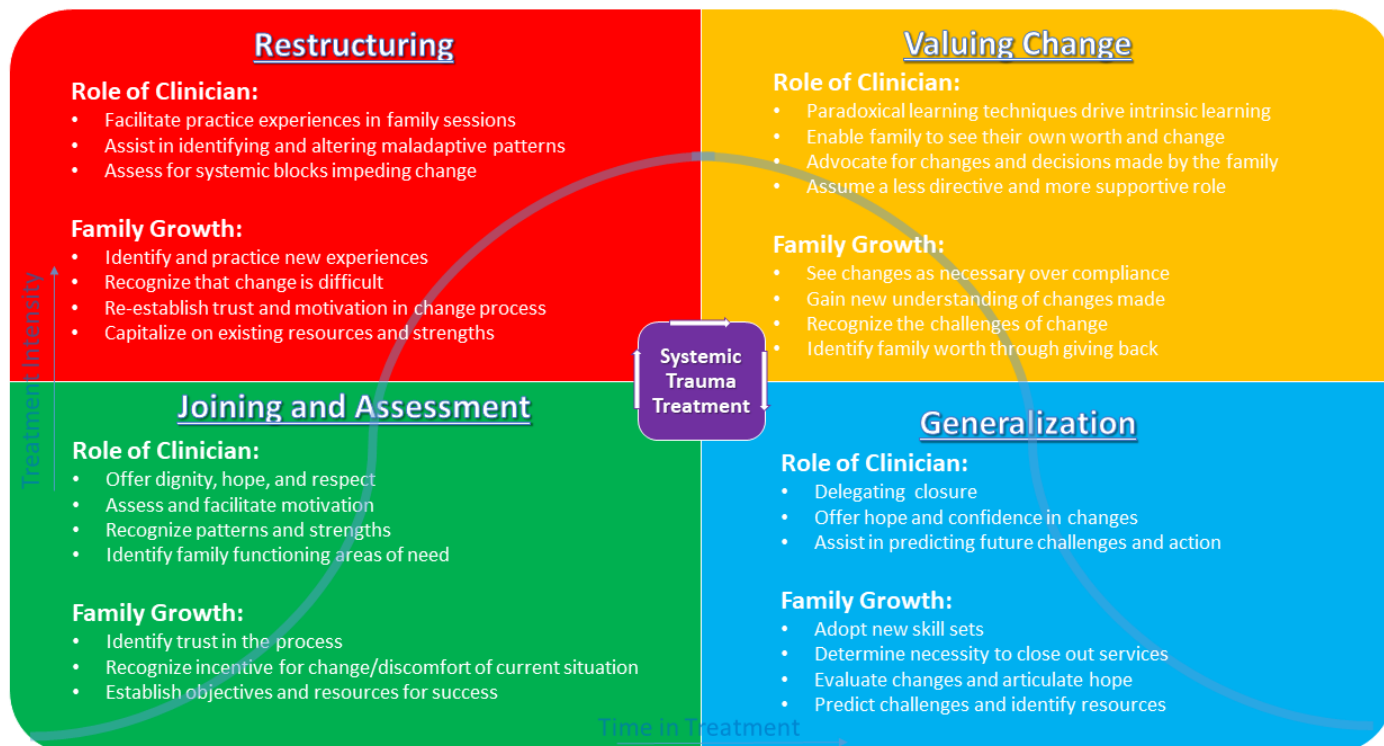 Restructuring
Role of Clinician:
• Facilitate practice experiences in family sessions
• Assist in identifying and altering maladaptive patterns
• Assess for systemic blocks impeding change
Family Growth:
• Identify and practice new experiences
• Recognize that change is difficult
• Re-establish trust and motivation in change process
• Capitalize on existing resources and strengths
Valuing Change
Role of Clinician:
• Paradoxical learning techniques drive intrinsic learning
• Enable family to see their own worth and change
• Advocate for changes and decisions made by the family
• Assume a less directive and more supportive role
Family Growth:
• See changes as necessary over compliance
• Gain new understanding of changes made
• Recognize the challenges of change
• Identify family worth through giving back
Treatment Intensity
Systemic
Trauma
Treatment
Joining and Assessment
Role of Clinician:
• Offer dignity, hope, and respect
• Assess and facilitate motivation
• Recognize patterns and strengths
• Identify family functioning areas of need
Family Growth:
• Identify trust in the process
• Recognize incentive for change/discomfort of current situation
• Establish objectives and resources for success
Generalization
Role of Clinician:
• Delegating closure
• Offer hope and confidence in changes
• Assist in predicting future challenges and action
Family Growth:
• Adopt new skill sets
• Determine necessity to close out services
• Evaluate changes and articulate hope
• Predict challenges and identify resources
Time in Treatment